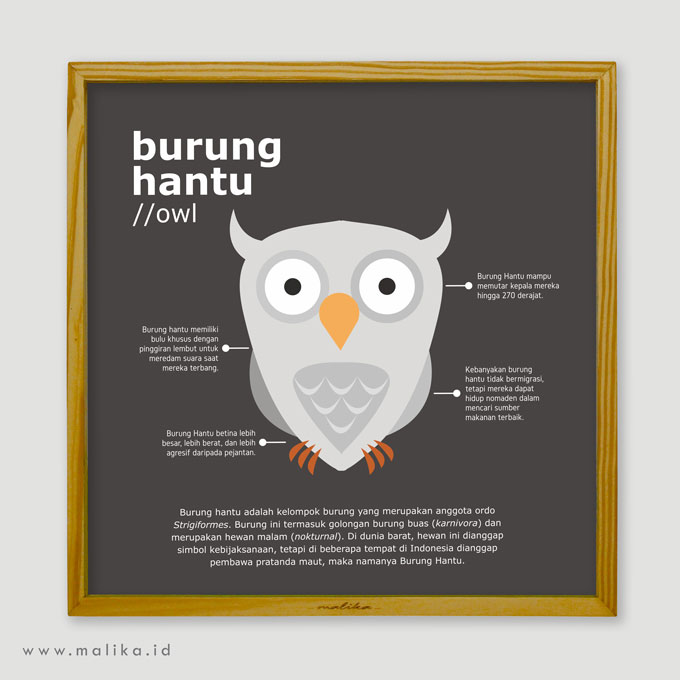 burung
hantu
//owl
Burung Hantu mampu
memutar kepala mereka
hingga 270 derajat.
Burung hantu memiliki
bulu khusus dengan
pinggiran lembut untuk
meredam suara saat
mereka terbang.
Kebanyakan burung
hantu tidak bermigrasi,
tetapi mereka dapat
hidup nomaden dalam
mencari sumber
makanan terbaik.
Burung Hantu betina lebih
besar, lebih berat, dan lebih
agresif daripada pejantan.
Burung hantu adalah kelompok burung yang merupakan anggota ordo
Strigiformes. Burung ini termasuk golongan burung buas (karnivora) dan
merupakan hewan malam (nokturnal). Di dunia barat, hewan ini dianggap
simbol kebijaksanaan, tetapi di beberapa tempat di Indonesia dianggap
pembawa pratanda maut, maka namanya Burung Hantu.
malika
www.malika.id